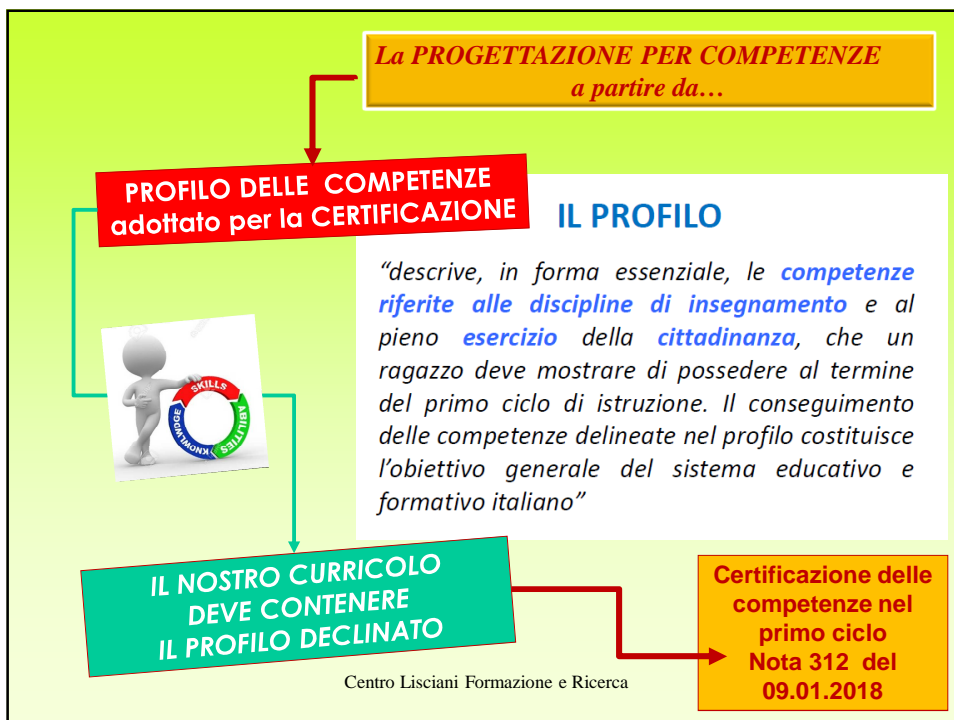 La PROGETTAZIONE PER COMPETENZE
a partire da…
PROFILO DELLE COMPETENZE
adottato per la CERTIFICAZIONE
IL PROFILO
“descrive, in forma essenziale, le competenze
riferite alle discipline di insegnamento e al
pieno esercizio della cittadinanza, che un
ragazzo deve mostrare di possedere al termine
del primo ciclo di istruzione. Il conseguimento
delle competenze delineate nel profilo costituisce
l’obiettivo generale del sistema educativo e
formativo italiano”
SKILLS
ABILITIES
KNOWLWDGE
IL NOSTRO CURRICOLO
DEVE CONTENERE
IL PROFILO DECLINATO
Certificazione delle
competenze nel
primo ciclo
Nota 312 del
09.01.2018
Centro Lisciani Formazione e Ricerca